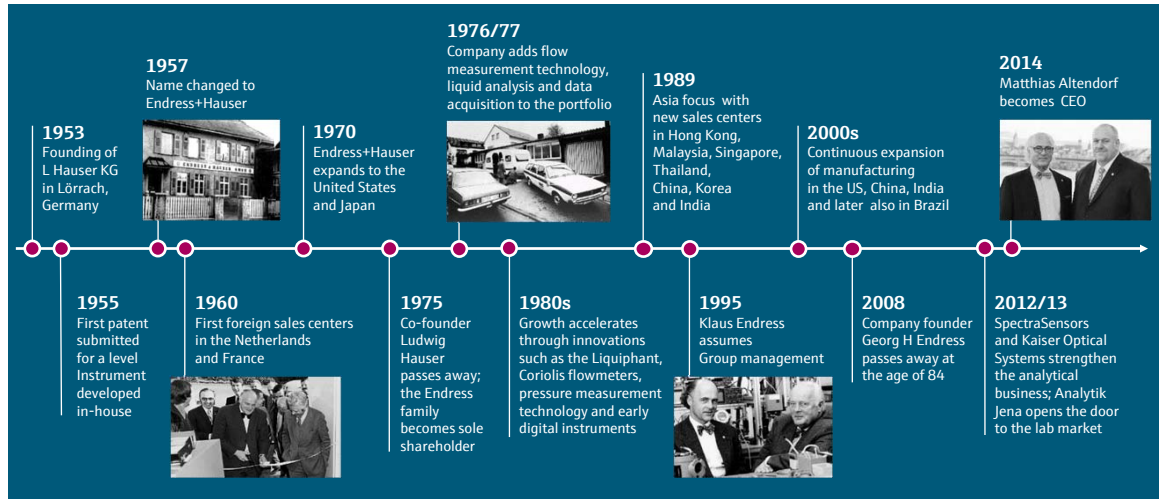 1953
Founding of
L Hauser KG
in Lörrach,
Germany
1955
First patent
submitted
for a level
Instrument
developed
in-house
1957
Name changed to
Endress+Hauser
ENDRESS & HAUSER
1960
First foreign sales centers
in the Netherlands
and France
1970
Endress+Hauser
expands to the
United States
and Japan
1975
Co-founder
Ludwig
Hauser
passes away;
the Endress
family
becomes sole
shareholder
1976/77
Company adds flow
measurement technology,
liquid analysis and data
acquisition to the portfolio
1980s
Growth accelerates
through innovations
such as the Liquiphant,
Coriolis flowmeters,
pressure measurement
technology and early
digital instruments
1989
Asia focus with
new sales centers
in Hong Kong,
Malaysia, Singapore,
Thailand,
China, Korea
and India
1995
Klaus Endress
assumes
Group management
2000s
Continuous expansion
of manufacturing
in the US, China, India
and later also in Brazil
2008
Company founder
Georg H Endress
passes away at
the age of 84
2012/13
SpectraSensors
and Kaiser Optical
Systems strengthen
the analytical
business; Analytik
Jena opens the door
to the lab market
2014
Matthias Altendorf
becomes CEO